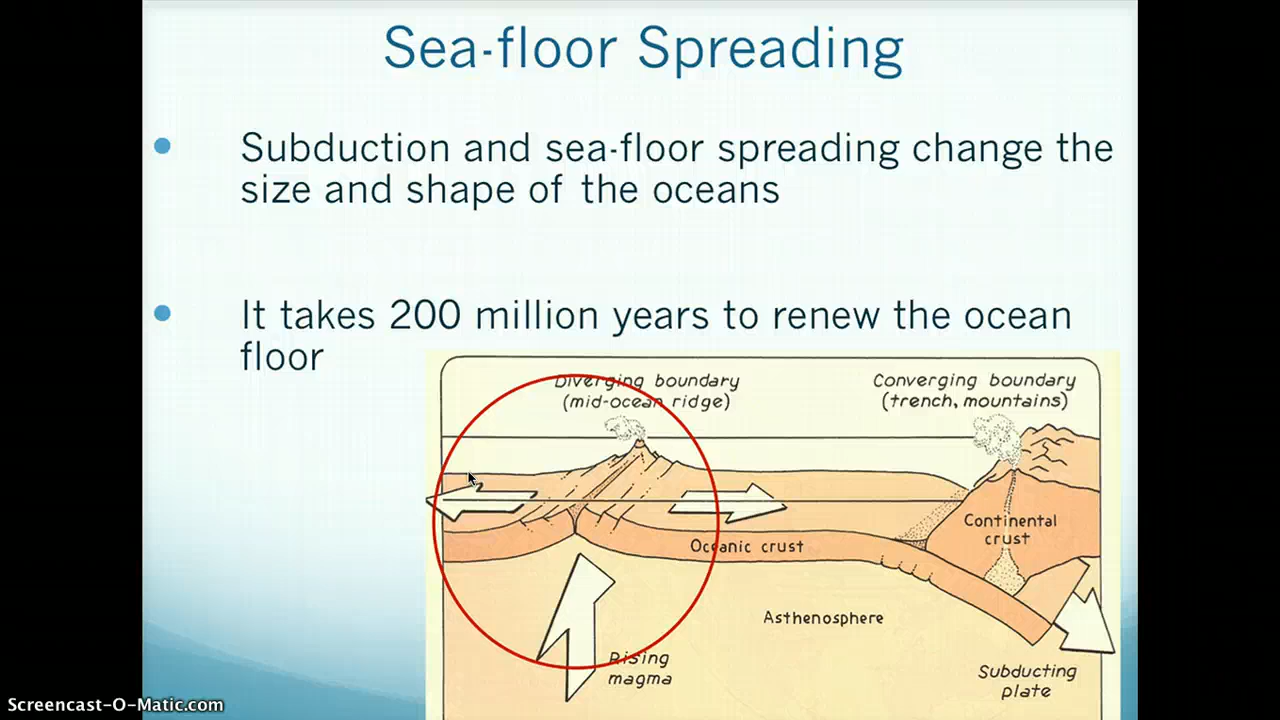 Sea-floor Spreading
Subduction and sea-floor spreading change the
size and shape of the oceans
It takes 200 million years to renew the ocean
floor
Diverging boundary
(mid-ocean ridge)
Converging boundary
(trench, mountains)
Continental
crust
Oceanic crust
Asthenosphere
Rising
magma
Subducting
plate
Screencast-O-Matic.com